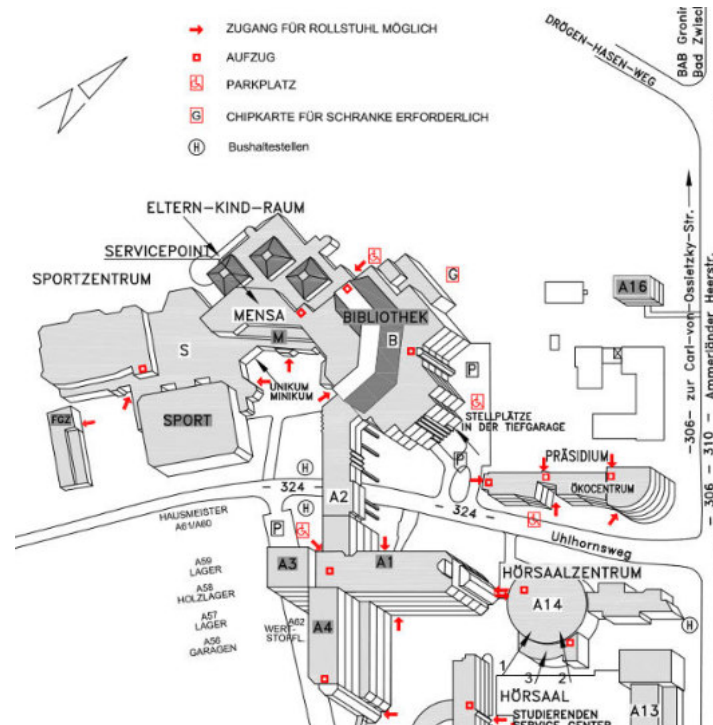 ZUGANG FÜR ROLLSTUHL MÖGLICH
AUFZUG
PARKPLATZ
G CHIPKARTE FÜR SCHRANKE ERFORDERLICH
H Bushaltestellen
DRÖGEN-HASEN-WEG
BAB Gronin
Bad Zwisch
ELTERN-KIND-RAUM
SERVICEPOINT
SPORTZENTRUM
MENSA
M
BIBLIOTHEK
B
G
A16
S
UNIKUM
MINIKUM
SPORT
FGZ
P
STELLPLÄTZE
IN DER TIEFGARAGE
P
-306- zur Carl-von-Ossietzky-Str.
- 306 - 310 - Ammerländer Heerstr.
PRÄSIDIUM
ÖKOCENTRUM
H
- 324 -
A2
- 324 -
H
HAUSMEISTER
A61/A60
P
Uhlhornsweg
A59
LAGER
A58
HOLZLAGER
A57
LAGER
A56
GARAGEN
A62
WERT-
STOFFL.
A3
A1
A4
HÖRSAALZENTRUM
A14
H
1
3
2
HÖRSAAL
A13
STUDIERENDEN
SERVICE CENTER